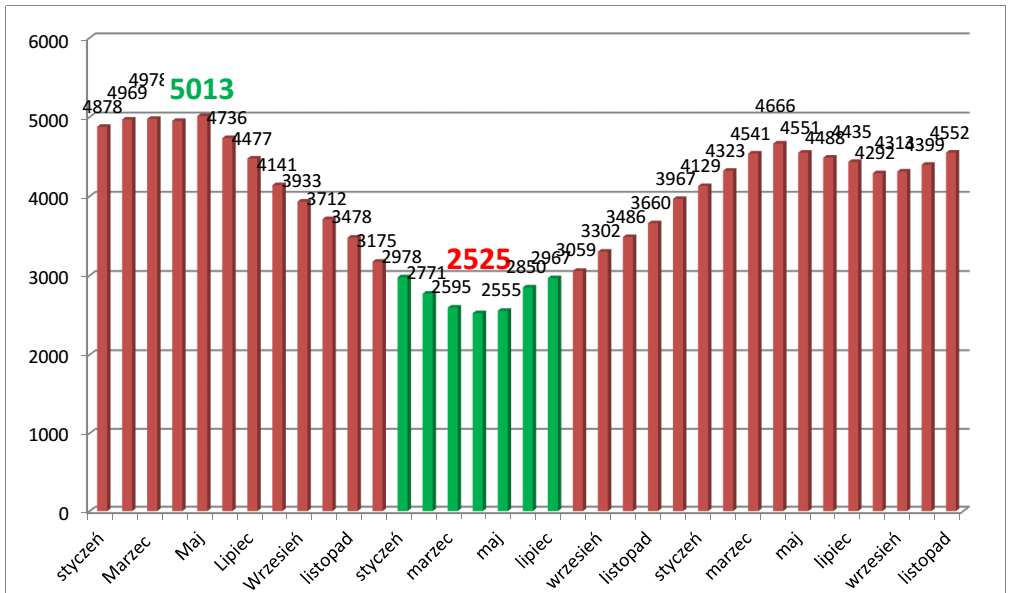 6000
5000
4000
3000
2000
1000
0
4878
4969
4978
5013
4736
4477
4141
3933
3712
3478
3175
2978
2771
2595
2525
2555
2850
2967
3059
3302
3486
3660
3967
4129
4323
4541
4666
4551
4488
4435
4292
4399
4552
styczeń
Marzec
Maj
Lipiec
Wrzesień
listopad
styczeń
marzec
maj
lipiec
wrzesień
listopad
styczeń
marzec
maj
lipiec
wrzesień
listopad